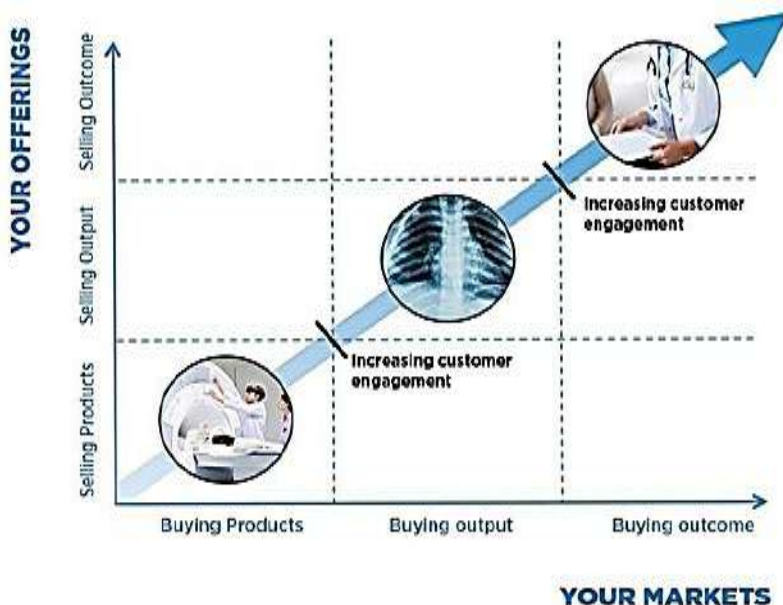 YOUR OFFERINGS
Selling Outcome
Selling Output
Selling Products
Increasing customer
engagement
Increasing customer
engagement
Buying Products
Buying output
Buying outcome
YOUR MARKETS